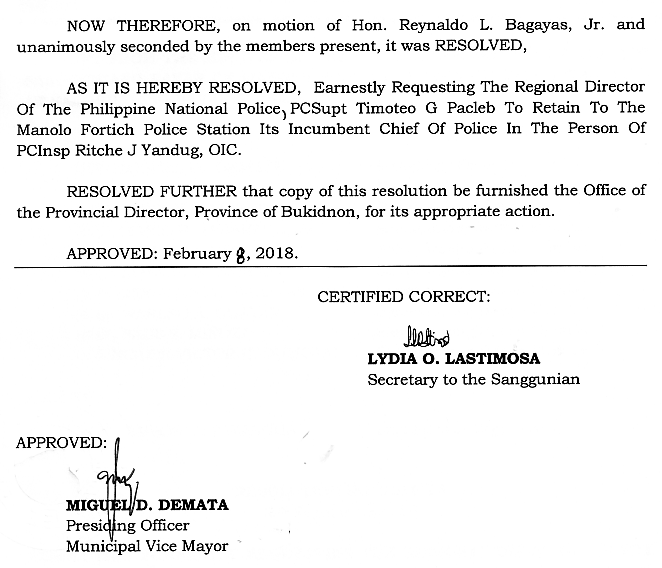 NOW THEREFORE, on motion of Hon. Reynaldo L. Bagayas, Jr. and
unanimously seconded by the members present, it was RESOLVED,
AS IT IS HEREBY RESOLVED, Earnestly Requesting The Regional Director
Of The Philippine National Police, PCSupt Timoteo G Pacleb To Retain To The
Manolo Fortich Police Station Its Incumbent Chief Of Police In The Person Of
PCInsp Ritche J Yandug, OIC.
RESOLVED FURTHER that copy of this resolution be furnished the Office of
the Provincial Director, Province of Bukidnon, for its appropriate action.
APPROVED: February 8, 2018.
CERTIFIED CORRECT:
LYDIA O. LASTIMOSA
Secretary to the Sanggunian
APPROVED:
MIGUEL D. DEMATA
Presiding Officer
Municipal Vice Mayor